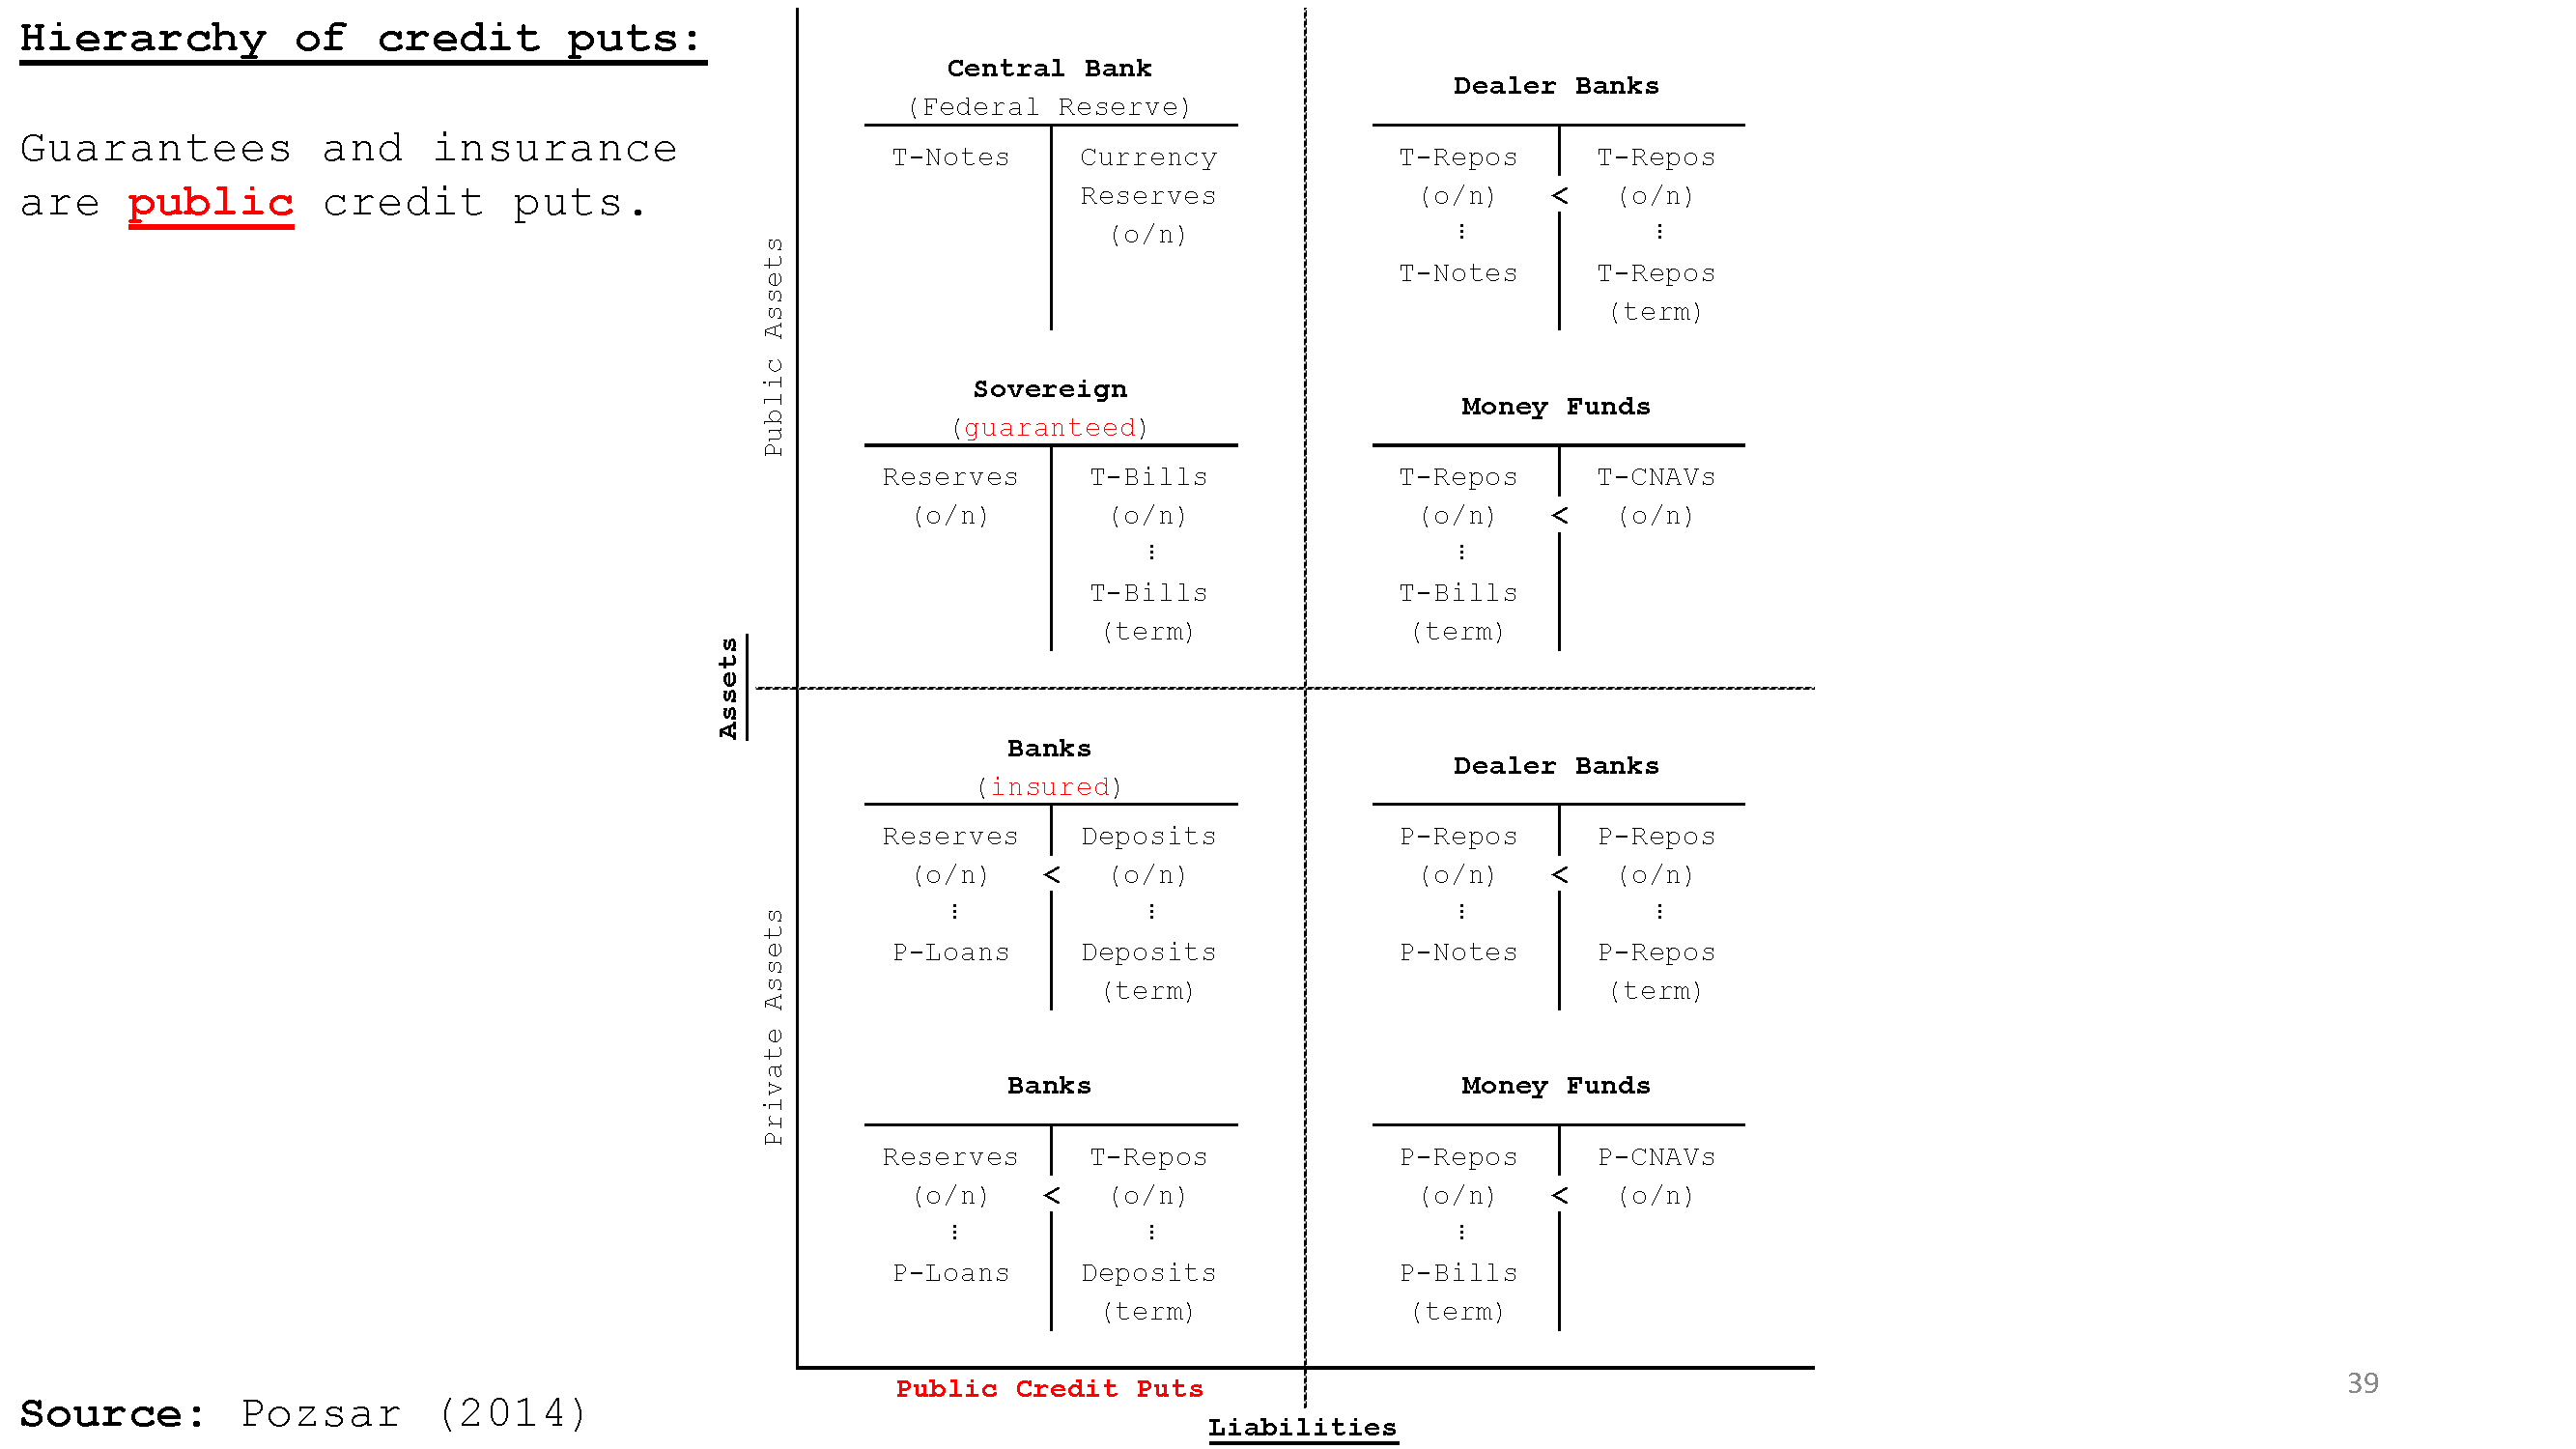 Hierarchy of credit puts:
Guarantees and insurance
are public credit puts.
Source: Pozsar (2014)
Assets
Public Assets
Private Assets
Central Bank
(Federal Reserve)
T-Notes Currency
Reserves
(o/n)
Dealer Banks
T-Repos T-Repos
(o/n) < (o/n)
⋮ ⋮
T-Notes T-Repos
(term)
Sovereign
(guaranteed)
Reserves T-Bills
(o/n) (o/n)
⋮
T-Bills
(term)
Money Funds
T-Repos T-CNAVs
(o/n) < (o/n)
⋮
T-Bills
(term)
Banks
(insured)
Reserves Deposits
(o/n) < (o/n)
⋮ ⋮
P-Loans Deposits
(term)
Dealer Banks
P-Repos P-Repos
(o/n) < (o/n)
⋮ ⋮
P-Notes P-Repos
(term)
Banks
Reserves T-Repos
(o/n) < (o/n)
⋮ ⋮
P-Loans Deposits
(term)
Money Funds
P-Repos P-CNAVs
(o/n) < (o/n)
⋮
P-Bills
(term)
Public Credit Puts
Liabilities
39